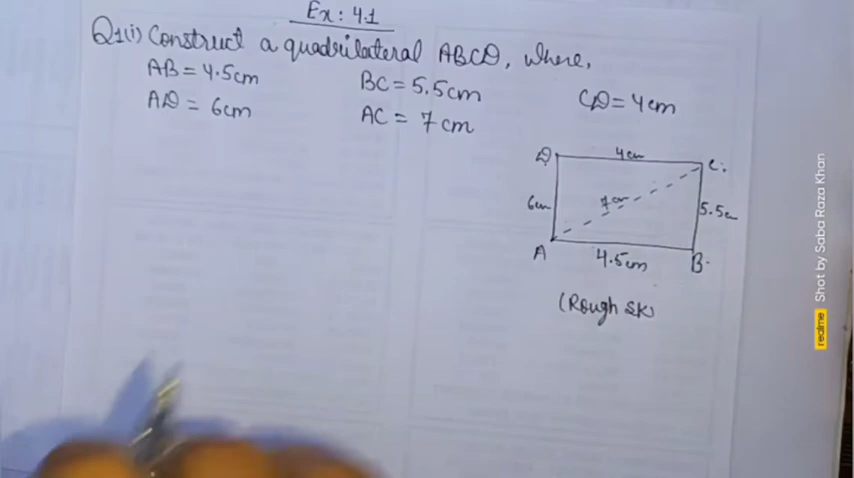 Ex: 4.1
Q1(i) Construct a quadrilateral ABCD, where,
AB = 4.5cm BC = 5.5cm CD = 4cm
AD = 6cm AC = 7cm
D 4cm C.
6cm 7cm 5.5c
A 4.5cm B.
(Rough SK)
realme Shot by Saba Raza Khan